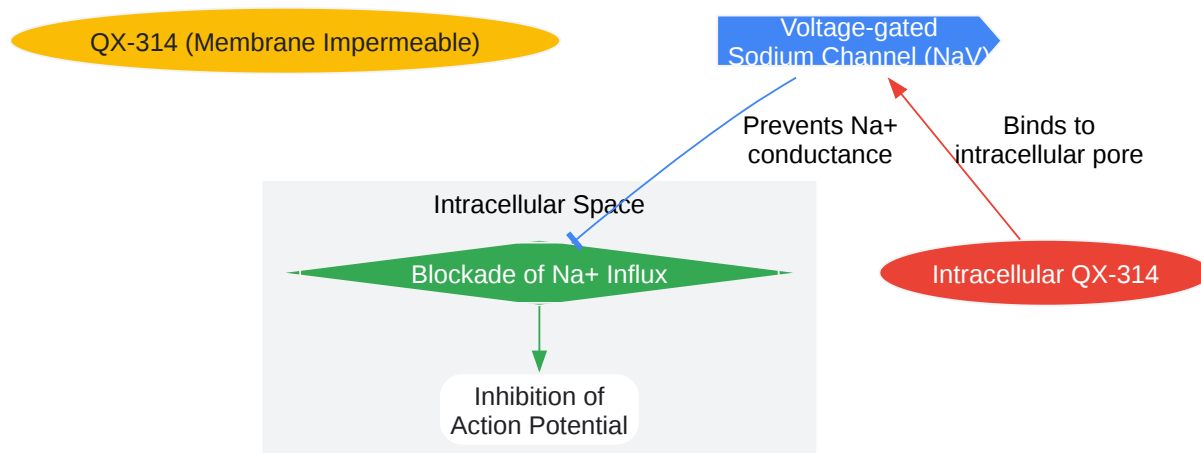 QX-314 (Membrane Impermeable)
Voltage-gated
Sodium Channel (NaV)
Prevents Na+
conductance
Binds to
intracellular pore
Intracellular Space
Blockade of Na+ Influx
Intracellular QX-314
Inhibition of
Action Potential